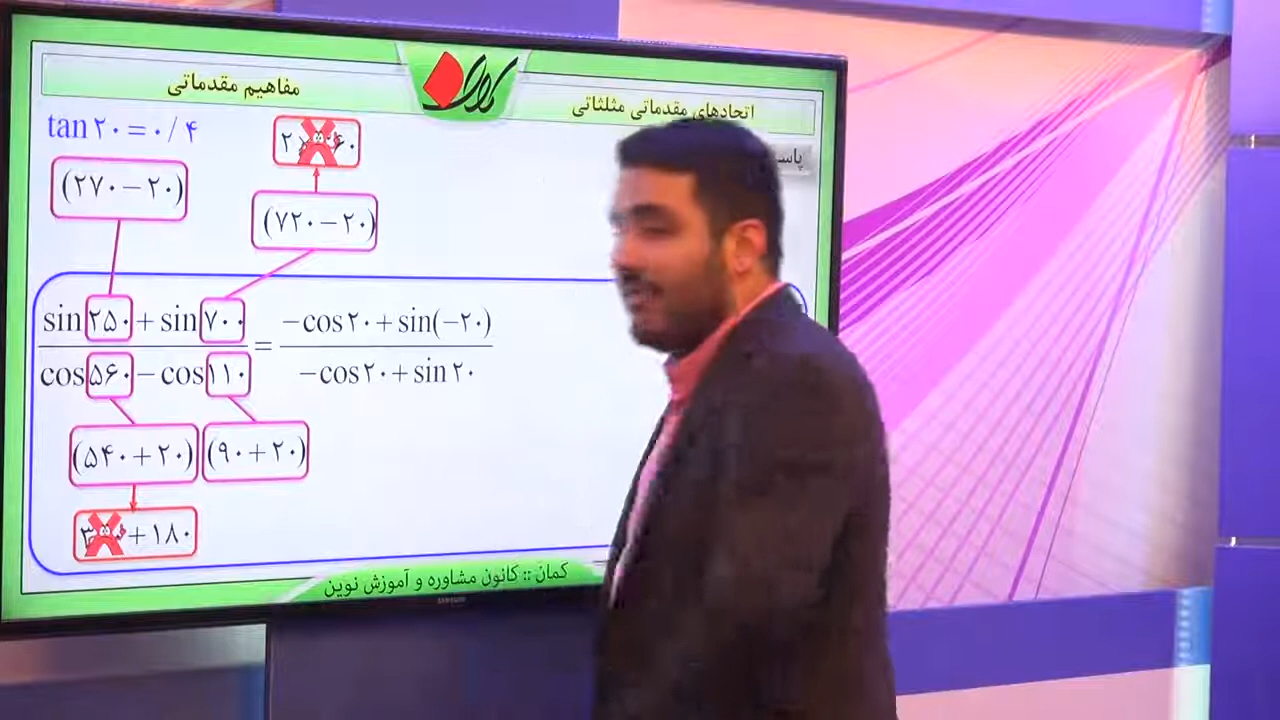 اتحادهای مقدماتی مثلثاتی
مفاهیم مقدماتی
پاس
tan ۲۰ = ۰/۴
(۲۷۰ − ۲۰)
(۷۲۰ − ۲۰)
sin ۲۵۰ + sin ۷۰۰
cos ۵۶۰ − cos ۱۱۰
=
−cos ۲۰ + sin(−۲۰)
−cos ۲۰ + sin ۲۰
(۵۴۰ + ۲۰) (۹۰ + ۲۰)
+ ۱۸۰
کمان :: کانون مشاوره و آموزش نوین
SAMSUNG